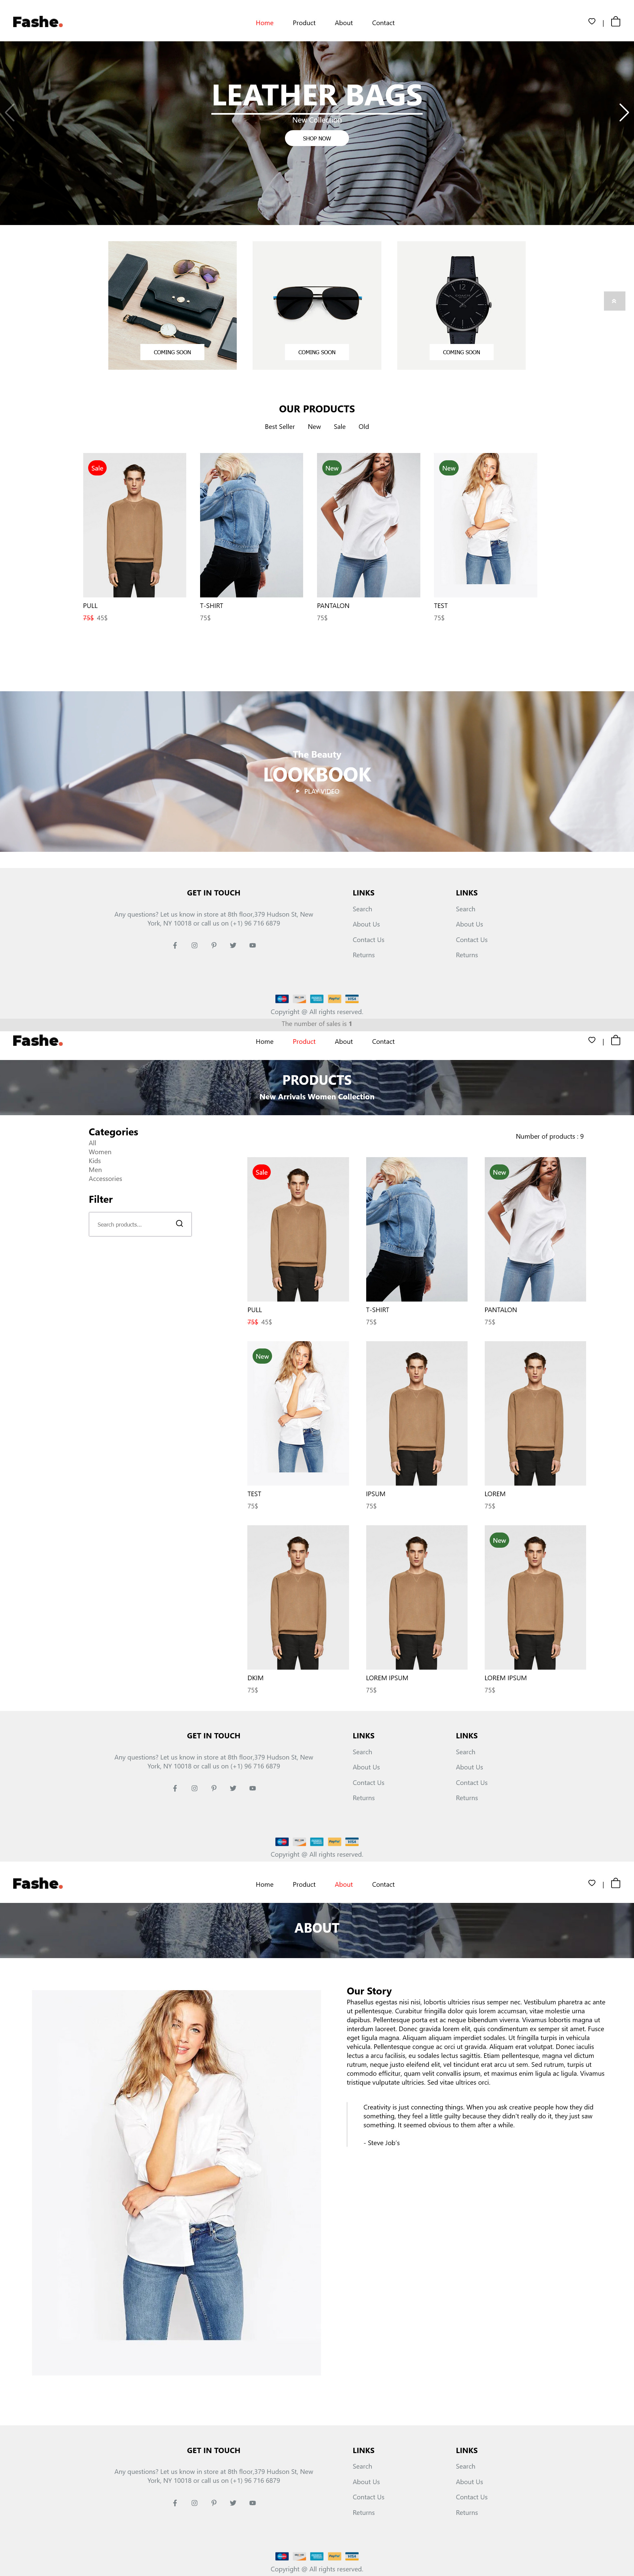 Fashe.
Home Product About Contact
|
LEATHER BAGS
New Collection
SHOP NOW
COMING SOON
COMING SOON
COMING SOON
OUR PRODUCTS
Best Seller New Sale Old
Sale
New
New
PULL
75$ 45$
T-SHIRT
75$
PANTALON
75$
TEST
75$
The Beauty
LOOKBOOK
PLAY VIDEO
GET IN TOUCH
Any questions? Let us know in store at 8th floor,379 Hudson St, New
York, NY 10018 or call us on (+1) 96 716 6879
LINKS
Search
About Us
Contact Us
Returns
LINKS
Search
About Us
Contact Us
Returns
VISA
Copyright @ All rights reserved.
The number of sales is 1
Fashe.
Home Product About Contact
|
PRODUCTS
New Arrivals Women Collection
Categories
All
Women
Kids
Men
Accessories
Filter
Search products...
Number of products : 9
Sale
New
PULL
75$ 45$
T-SHIRT
75$
PANTALON
75$
New
TEST
75$
IPSUM
75$
LOREM
75$
New
DKIM
75$
LOREM IPSUM
75$
LOREM IPSUM
75$
GET IN TOUCH
Any questions? Let us know in store at 8th floor,379 Hudson St, New
York, NY 10018 or call us on (+1) 96 716 6879
LINKS
Search
About Us
Contact Us
Returns
LINKS
Search
About Us
Contact Us
Returns
VISA
Copyright @ All rights reserved.
Fashe.
Home Product About Contact
|
ABOUT
Our Story
Phasellus egestas nisi nisi, lobortis ultricies risus semper nec. Vestibulum pharetra ac ante
ut pellentesque. Curabitur fringilla dolor quis lorem accumsan, vitae molestie urna
dapibus. Pellentesque porta est ac neque bibendum viverra. Vivamus lobortis magna ut
interdum laoreet. Donec gravida lorem elit, quis condimentum ex semper sit amet. Fusce
eget ligula magna. Aliquam aliquam imperdiet sodales. Ut fringilla turpis in vehicula
vehicula. Pellentesque congue ac orci ut gravida. Aliquam erat volutpat. Donec iaculis
lectus a arcu facilisis, eu sodales lectus sagittis. Etiam pellentesque, magna vel dictum
rutrum, neque justo eleifend elit, vel tincidunt erat arcu ut sem. Sed rutrum, turpis ut
commodo efficitur, quam velit convallis ipsum, et maximus enim ligula ac ligula. Vivamus
tristique vulputate ultricies. Sed vitae ultrices orci.
Creativity is just connecting things. When you ask creative people how they did
something, they feel a little guilty because they didn't really do it, they just saw
something. It seemed obvious to them after a while.
- Steve Job's
GET IN TOUCH
Any questions? Let us know in store at 8th floor,379 Hudson St, New
York, NY 10018 or call us on (+1) 96 716 6879
LINKS
Search
About Us
Contact Us
Returns
LINKS
Search
About Us
Contact Us
Returns
VISA
Copyright @ All rights reserved.